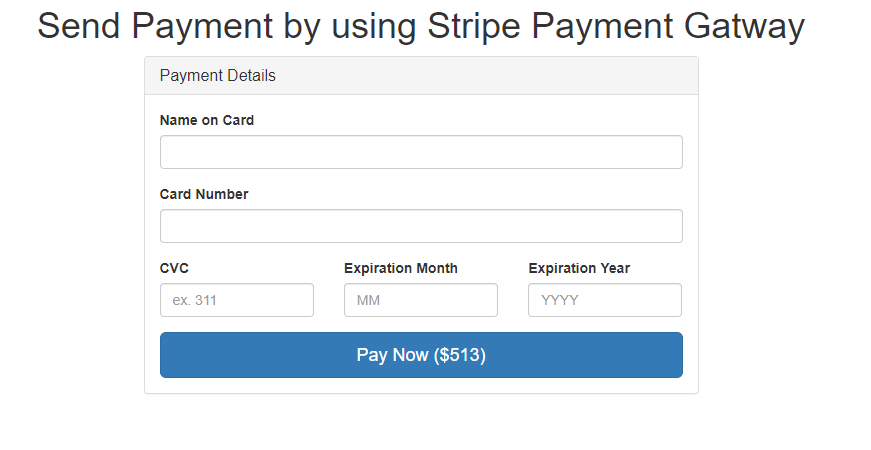 Send Payment by using Stripe Payment Gatway
Payment Details
Name on Card
Card Number
CVC Expiration Month Expiration Year
ex. 311 MM YYYY
Pay Now ($513)